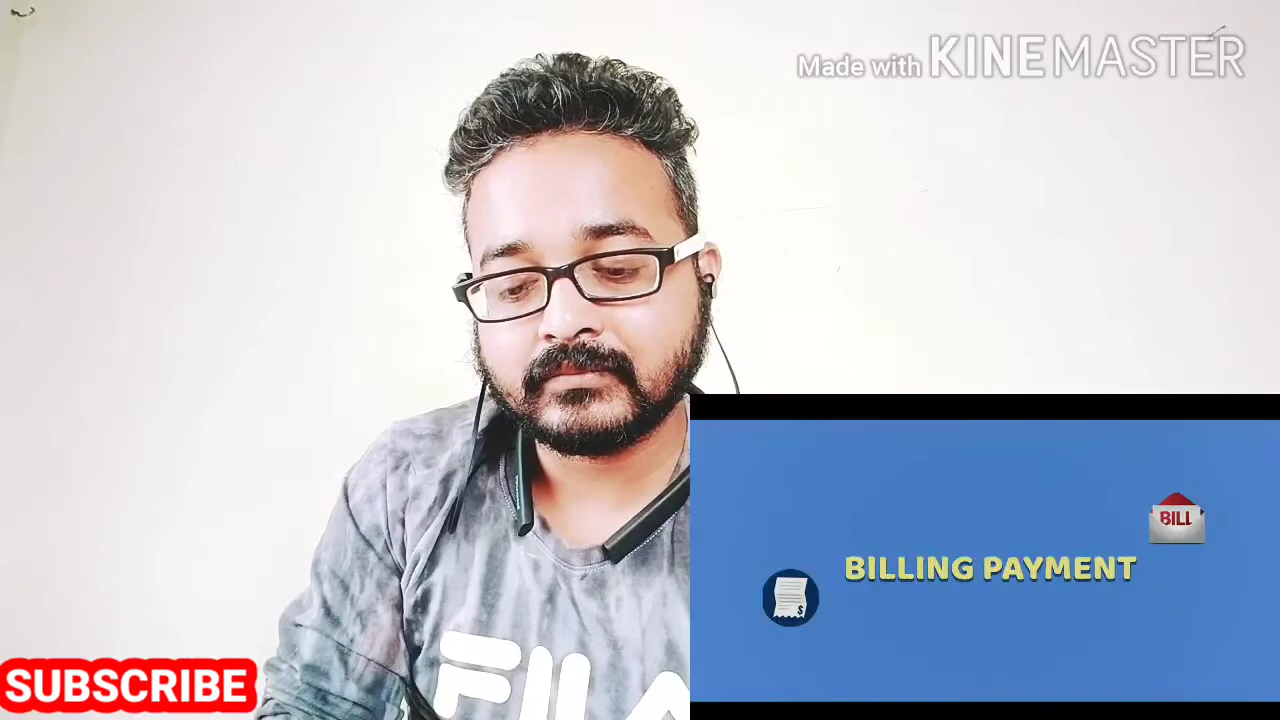 Made with KINEMASTER
BILL
BILLING PAYMENT
$
SUBSCRIBE
FILA